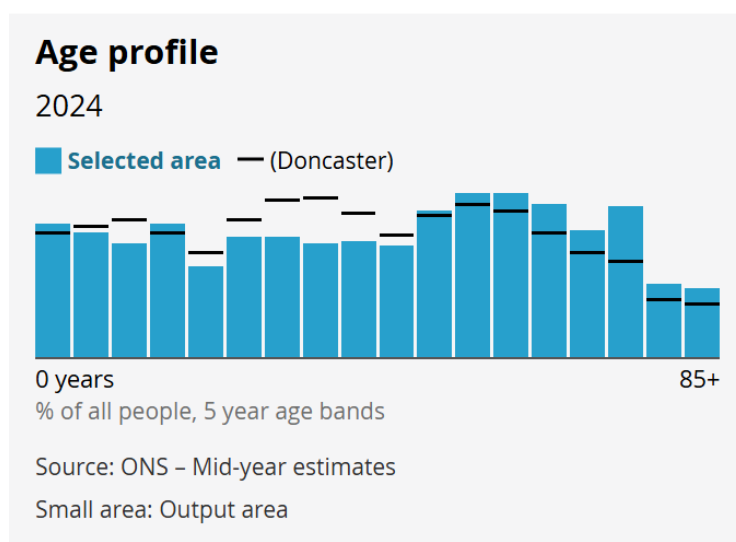 Age profile
2024
Selected area (Doncaster)
0 years 85+
% of all people, 5 year age bands
Source: ONS – Mid-year estimates
Small area: Output area